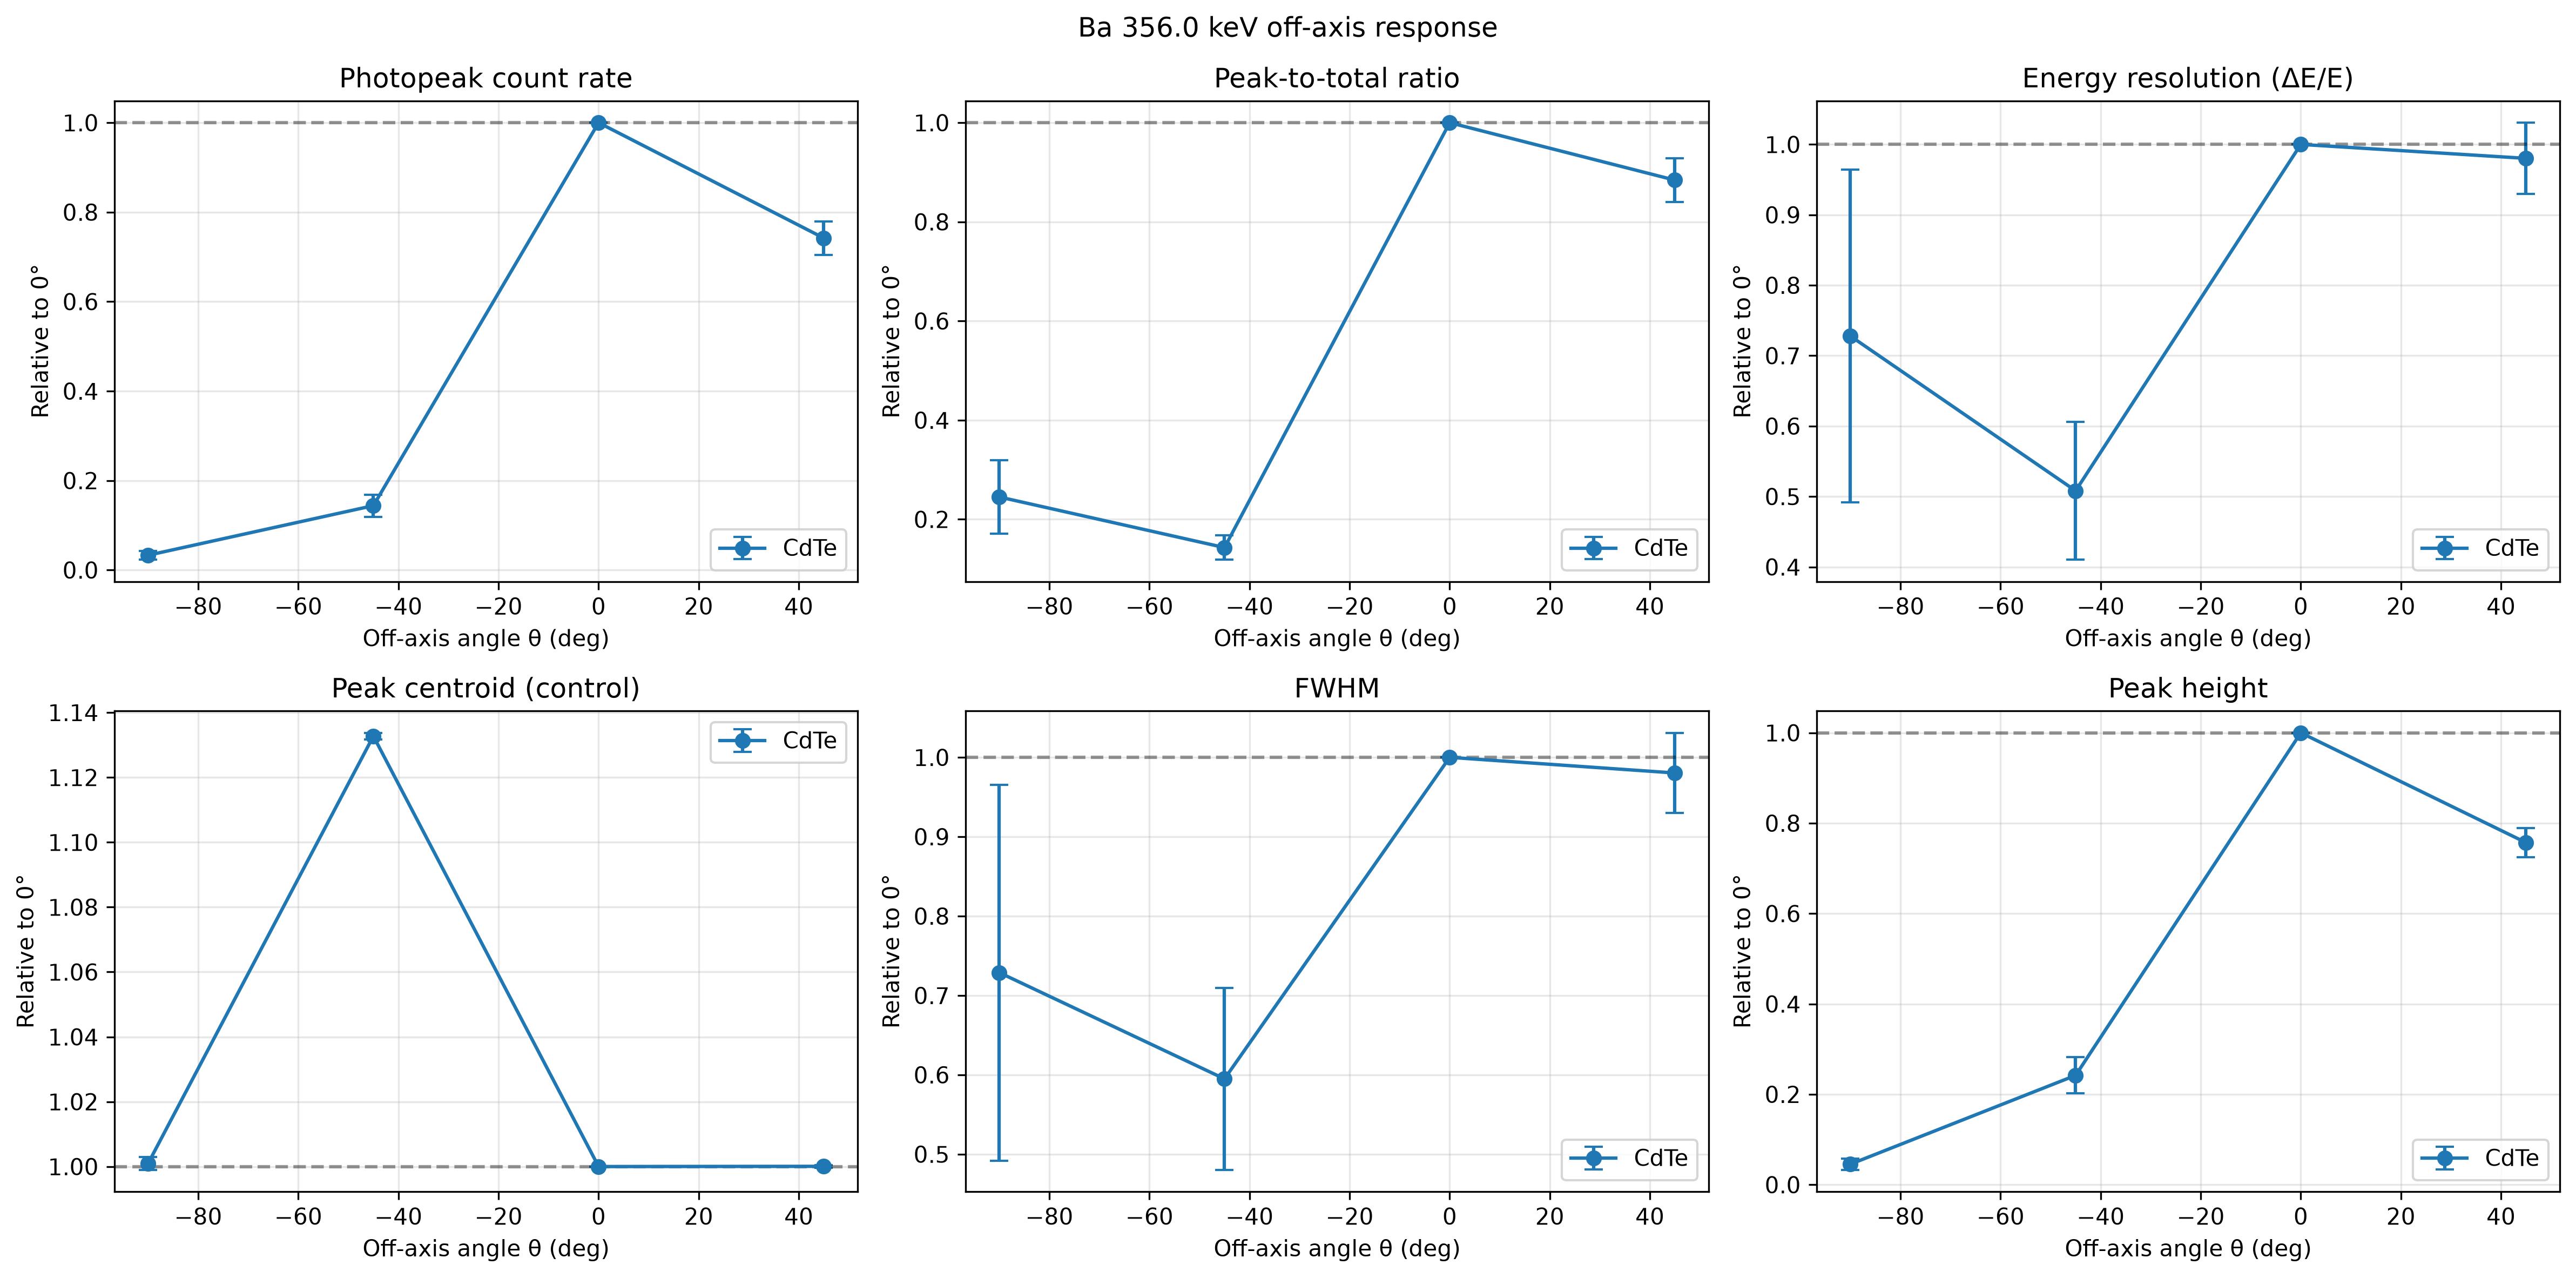 Ba 356.0 keV off-axis response
Photopeak count rate
Relative to 0°
1.0
0.8
0.6
0.4
0.2
0.0
−80 −60 −40 −20 0 20 40
Off-axis angle θ (deg)
CdTe
Peak-to-total ratio
Relative to 0°
1.0
0.8
0.6
0.4
0.2
−80 −60 −40 −20 0 20 40
Off-axis angle θ (deg)
CdTe
Energy resolution (ΔE/E)
Relative to 0°
1.0
0.9
0.8
0.7
0.6
0.5
0.4
−80 −60 −40 −20 0 20 40
Off-axis angle θ (deg)
CdTe
Peak centroid (control)
Relative to 0°
1.14
1.12
1.10
1.08
1.06
1.04
1.02
1.00
−80 −60 −40 −20 0 20 40
Off-axis angle θ (deg)
CdTe
FWHM
Relative to 0°
1.0
0.9
0.8
0.7
0.6
0.5
−80 −60 −40 −20 0 20 40
Off-axis angle θ (deg)
CdTe
Peak height
Relative to 0°
1.0
0.8
0.6
0.4
0.2
0.0
−80 −60 −40 −20 0 20 40
Off-axis angle θ (deg)
CdTe